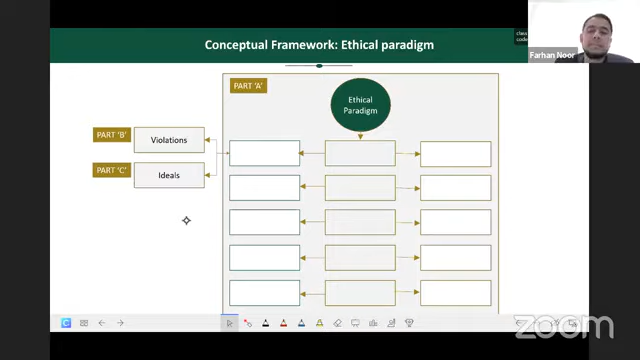 Conceptual Framework: Ethical paradigm
Farhan Noor
PART 'A'
Ethical
Paradigm
PART 'B'
Violations
PART 'C'
Ideals
C
zoom